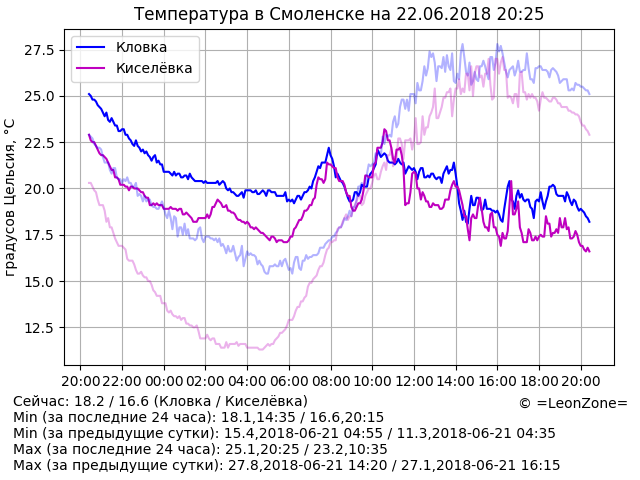 Температура в Смоленске на 22.06.2018 20:25
Кловка
Киселёвка
градусов Цельсия, °C
27.5
25.0
22.5
20.0
17.5
15.0
12.5
20:00 22:00 00:00 02:00 04:00 06:00 08:00 10:00 12:00 14:00 16:00 18:00 20:00
Сейчас: 18.2 / 16.6 (Кловка / Киселёвка)
© =LeonZone=
Min (за последние 24 часа): 18.1,14:35 / 16.6,20:15
Min (за предыдущие сутки): 15.4,2018-06-21 04:55 / 11.3,2018-06-21 04:35
Max (за последние 24 часа): 25.1,20:25 / 23.2,10:35
Max (за предыдущие сутки): 27.8,2018-06-21 14:20 / 27.1,2018-06-21 16:15